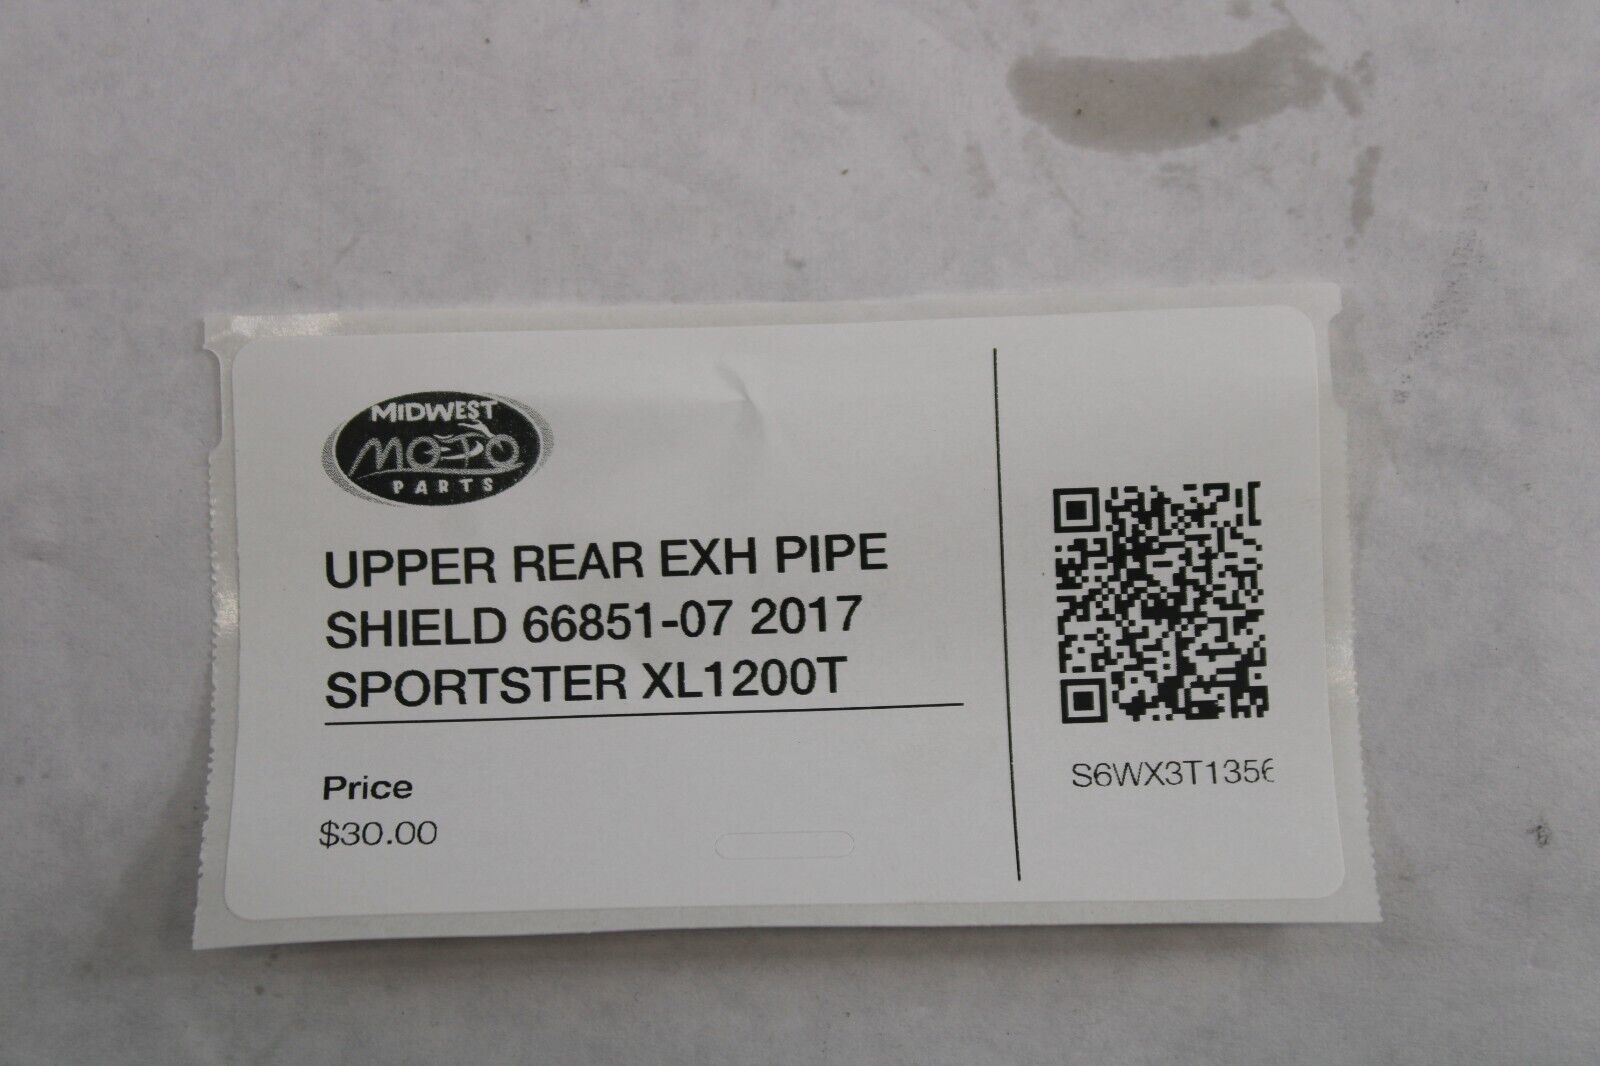 MIDWEST
MOTO
PARTS
UPPER REAR EXH PIPE
SHIELD 66851-07 2017
SPORTSTER XL1200T
Price
$30.00
S6WX3T1356